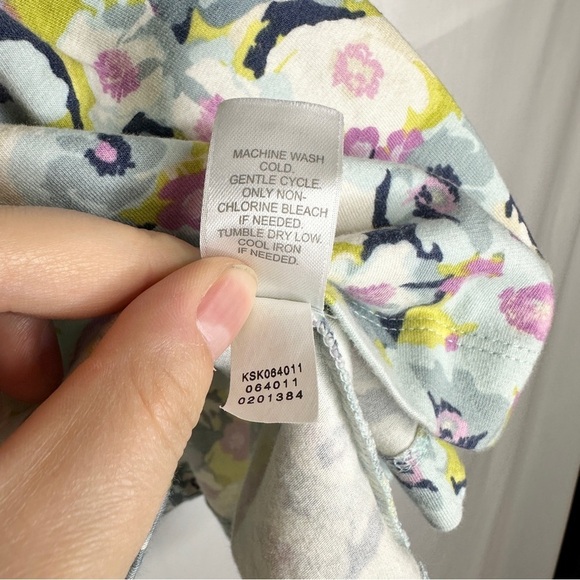 MACHINE WASH
COLD.
GENTLE CYCLE.
ONLY NON-
CHLORINE BLEACH
IF NEEDED.
TUMBLE DRY LOW.
COOL IRON
IF NEEDED.
KSK064011
064011
0201384